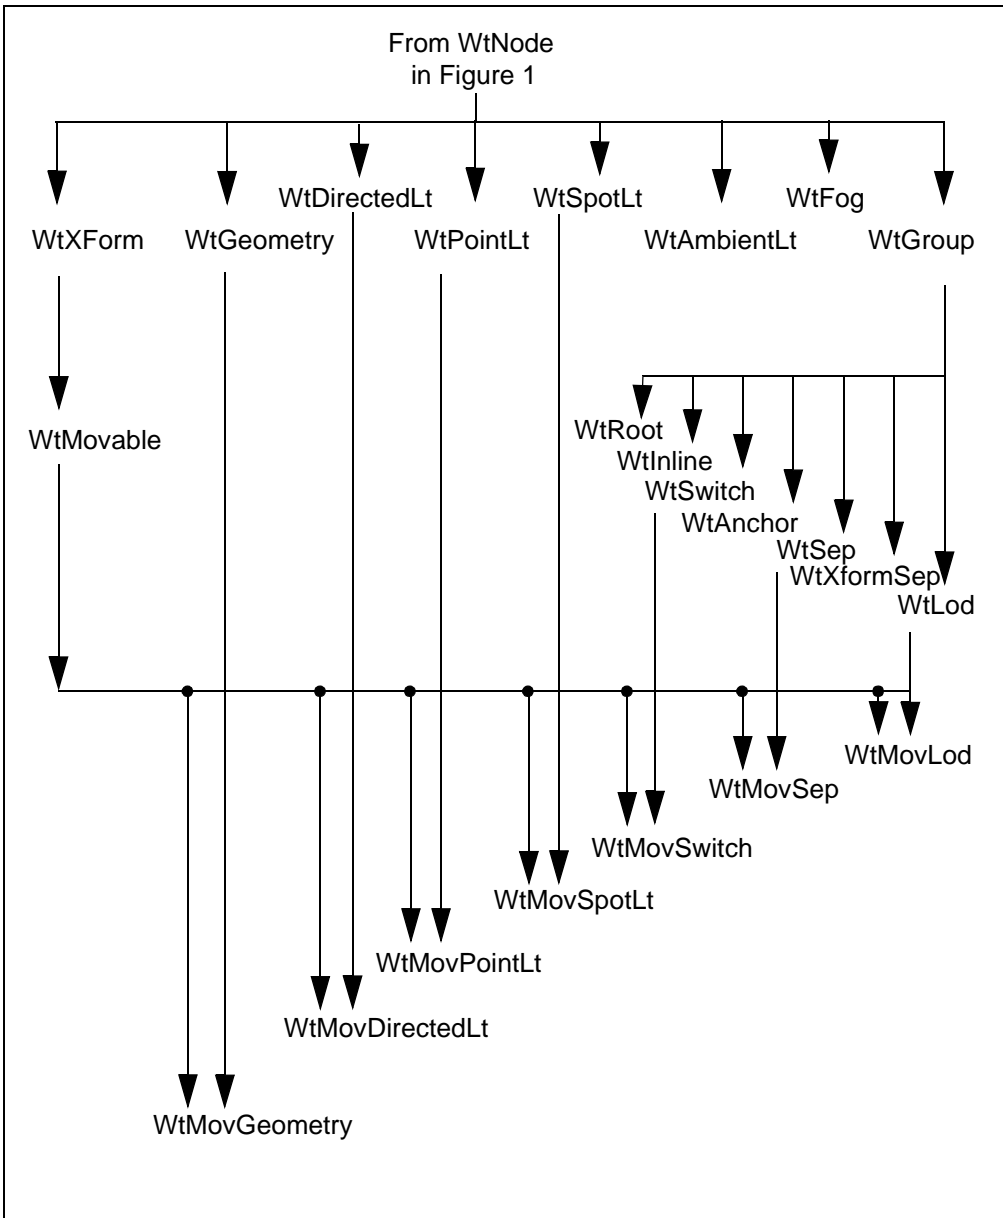 From WtNode
in Figure 1
WtDirectedLt
WtSpotLt
WtFog
WtXForm
WtGeometry
WtPointLt
WtAmbientLt
WtGroup
WtRoot
WtMovable
WtInline
WtSwitch
WtAnchor
WtSep
WtXformSep
WtLod
WtMovLod
WtMovSep
WtMovSwitch
WtMovSpotLt
WtMovPointLt
WtMovDirectedLt
WtMovGeometry